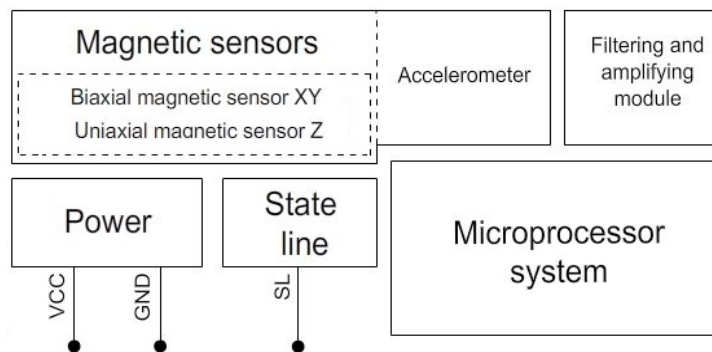 Magnetic sensors
Biaxial magnetic sensor XY
Uniaxial magnetic sensor Z
Accelerometer
Filtering and
amplifying
module
Power
State
line
Microprocessor
system
VCC
GND
SL